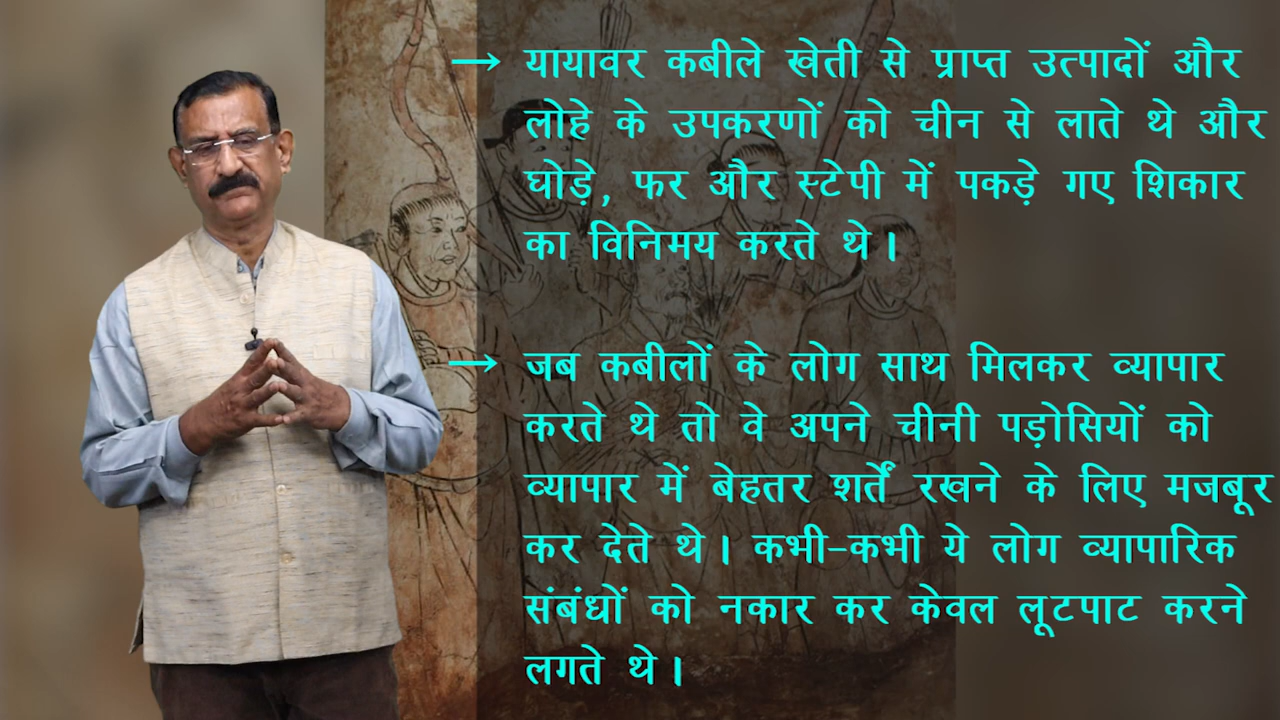 → यायावर कबीले खेती से प्राप्त उत्पादों और
लोहे के उपकरणों को चीन से लाते थे और
घोड़े, फर और स्टेपी में पकड़े गए शिकार
का विनिमय करते थे।
→ जब कबीलों के लोग साथ मिलकर व्यापार
करते थे तो वे अपने चीनी पड़ोसियों को
व्यापार में बेहतर शर्तें रखने के लिए मजबूर
कर देते थे। कभी-कभी ये लोग व्यापारिक
संबंधों को नकार कर केवल लूटपाट करने
लगते थे।